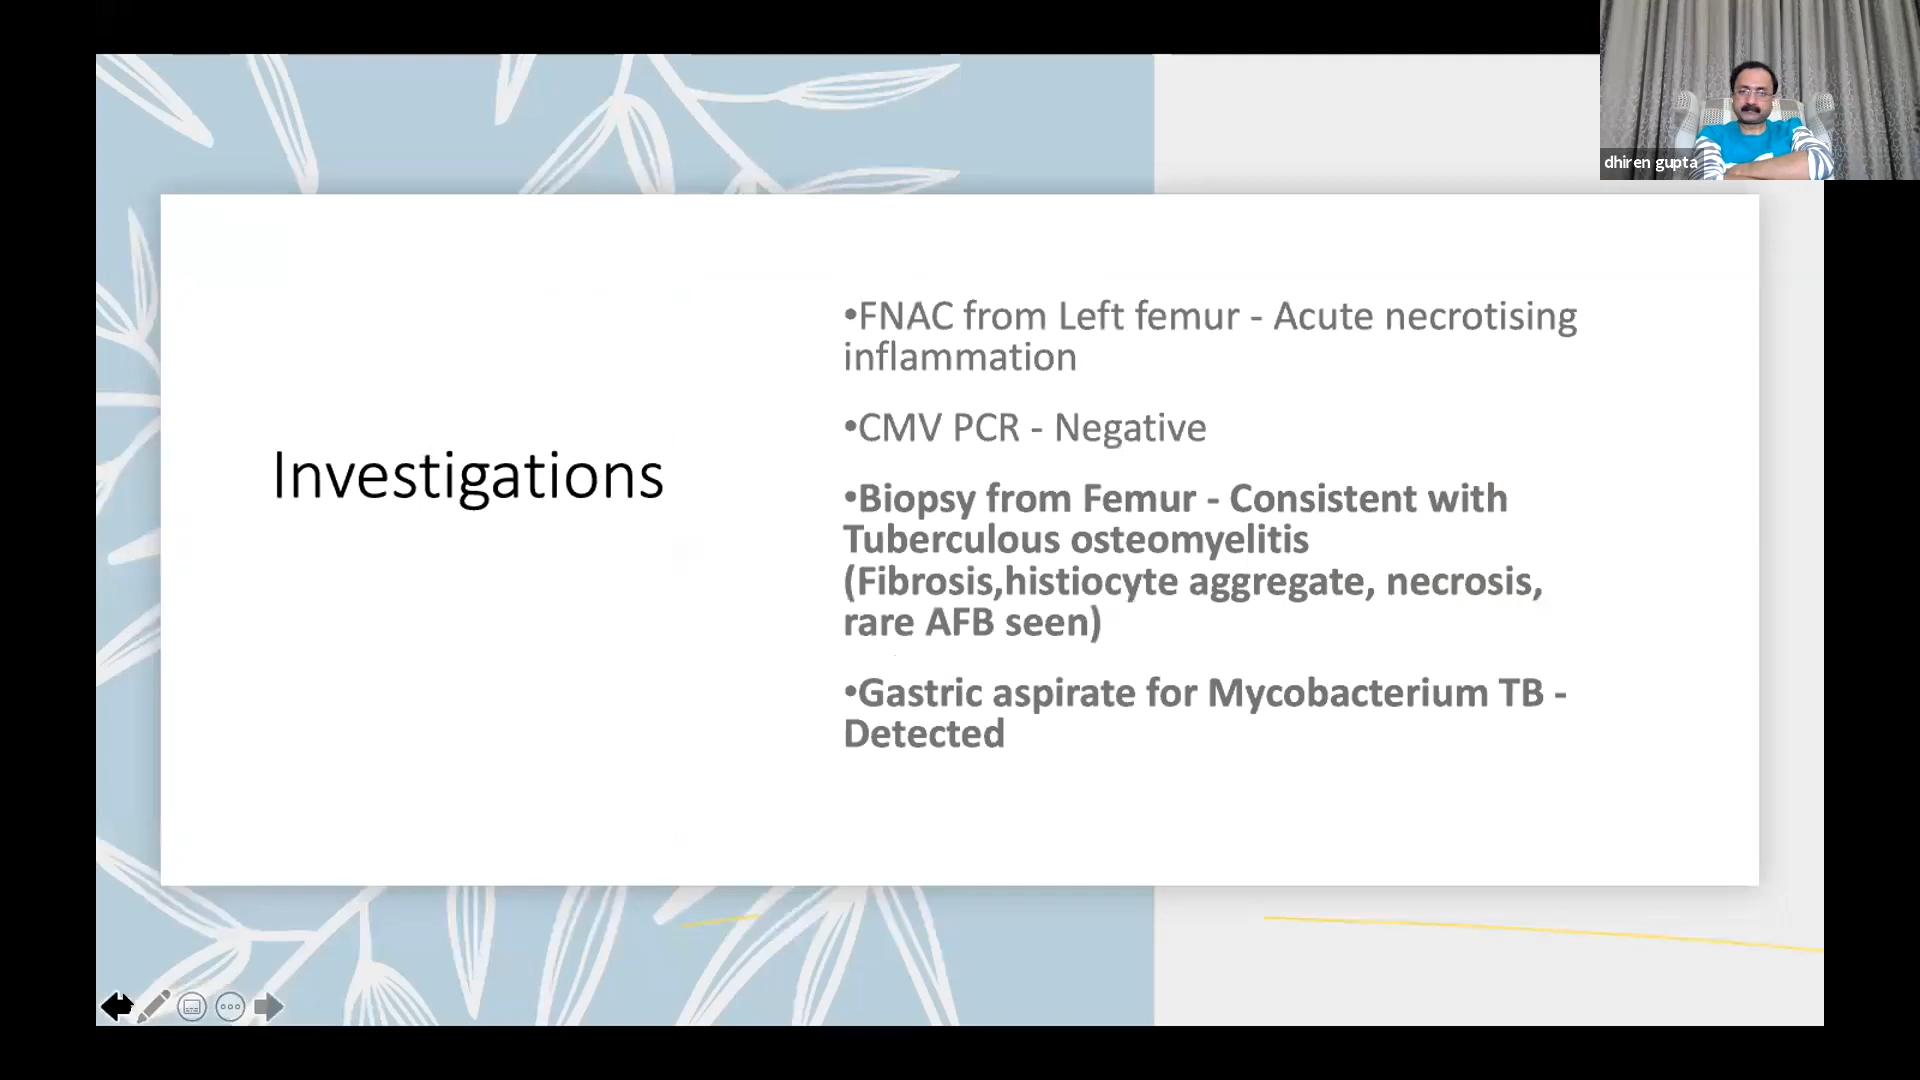 dhiren gupta
Investigations
•FNAC from Left femur - Acute necrotising
inflammation
•CMV PCR - Negative
•Biopsy from Femur - Consistent with
Tuberculous osteomyelitis
(Fibrosis,histiocyte aggregate, necrosis,
rare AFB seen)
•Gastric aspirate for Mycobacterium TB -
Detected